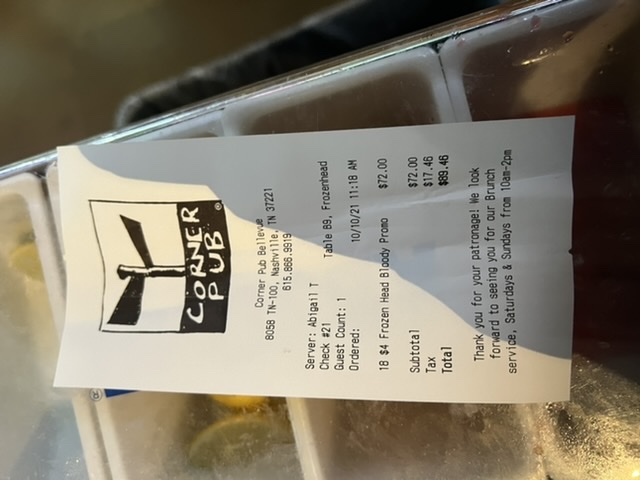 CORNER
PUB
®
Corner Pub Bellevue
8058 TN-100, Nashville, TN 37221
615.866.9919
Server: Abigail T
Check #21 Table B9, Frozenhead
Guest Count: 1
Ordered: 10/10/21 11:18 AM
18 $4 Frozen Head Bloody Promo $72.00
Subtotal $72.00
Tax $17.46
Total $89.46
Thank you for your patronage! We look
forward to seeing you for our Brunch
service, Saturdays & Sundays from 10am-2pm